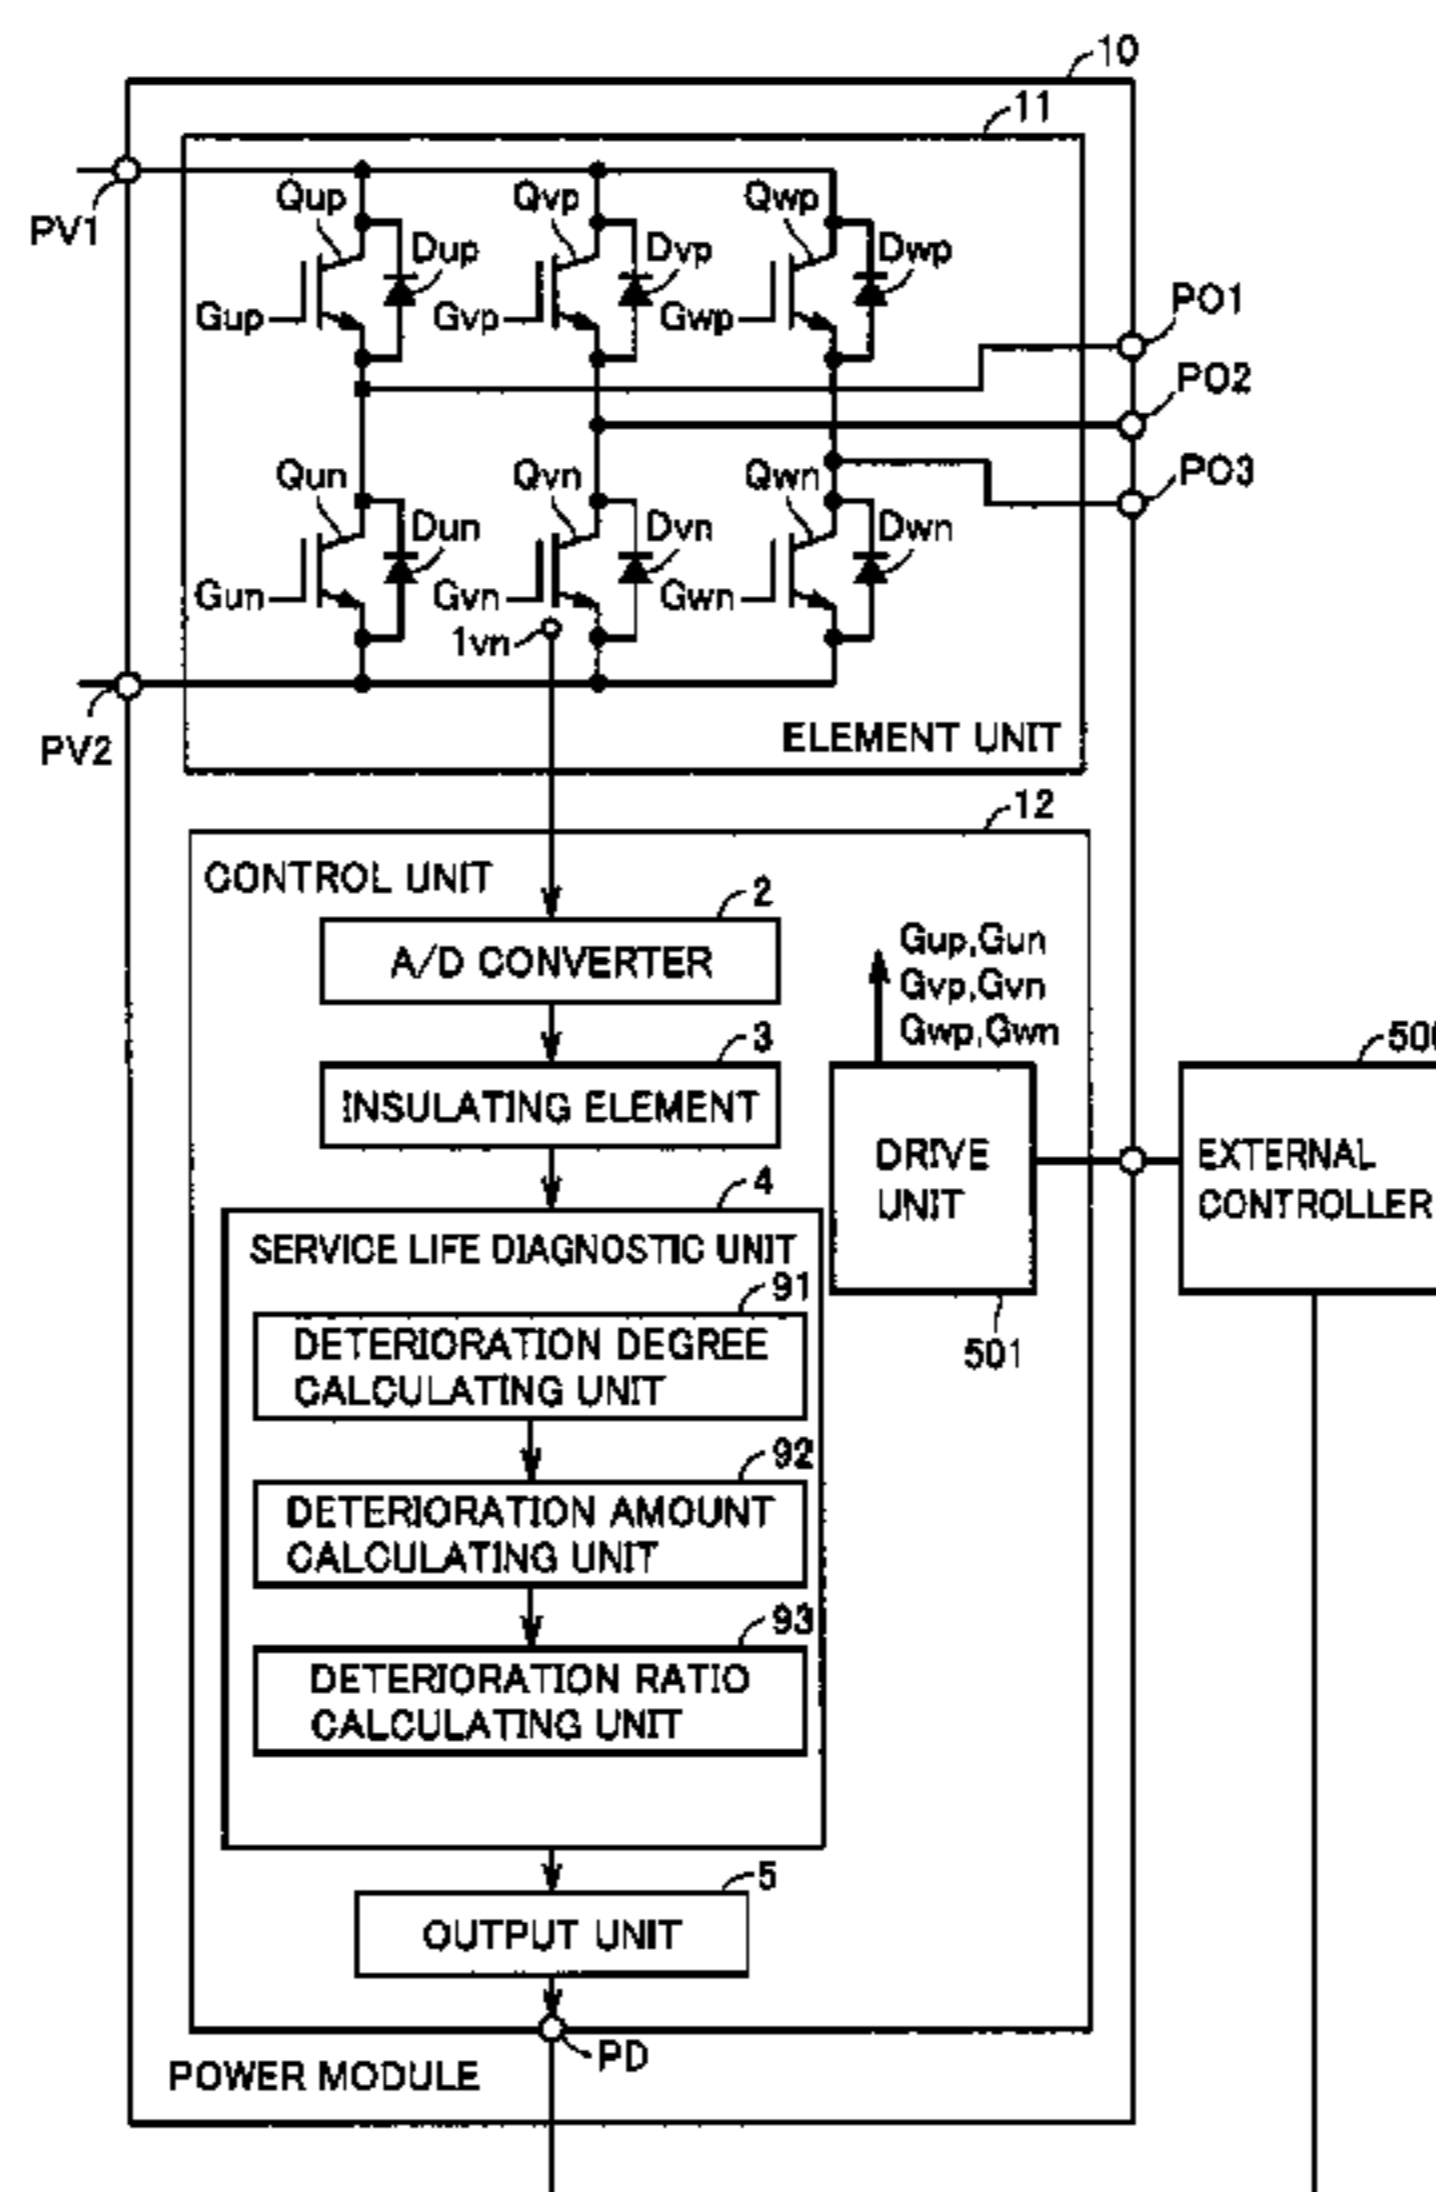 10
11
PV1
Qup
Qvp
Qwp
Dup
Dvp
Dwp
Gup
Gvp
Gwp
PO1
PO2
PO3
Qun
Qvn
Qwn
Dun
Dvn
Dwn
Gun
Gvn
Gwn
1vn
PV2
ELEMENT UNIT
12
CONTROL UNIT
2
A/D CONVERTER
Gup,Gun
Gvp,Gvn
Gwp,Gwn
3
INSULATING ELEMENT
DRIVE
UNIT
501
EXTERNAL
CONTROLLER
4
SERVICE LIFE DIAGNOSTIC UNIT
91
DETERIORATION DEGREE
CALCULATING UNIT
92
DETERIORATION AMOUNT
CALCULATING UNIT
93
DETERIORATION RATIO
CALCULATING UNIT
5
OUTPUT UNIT
PD
POWER MODULE